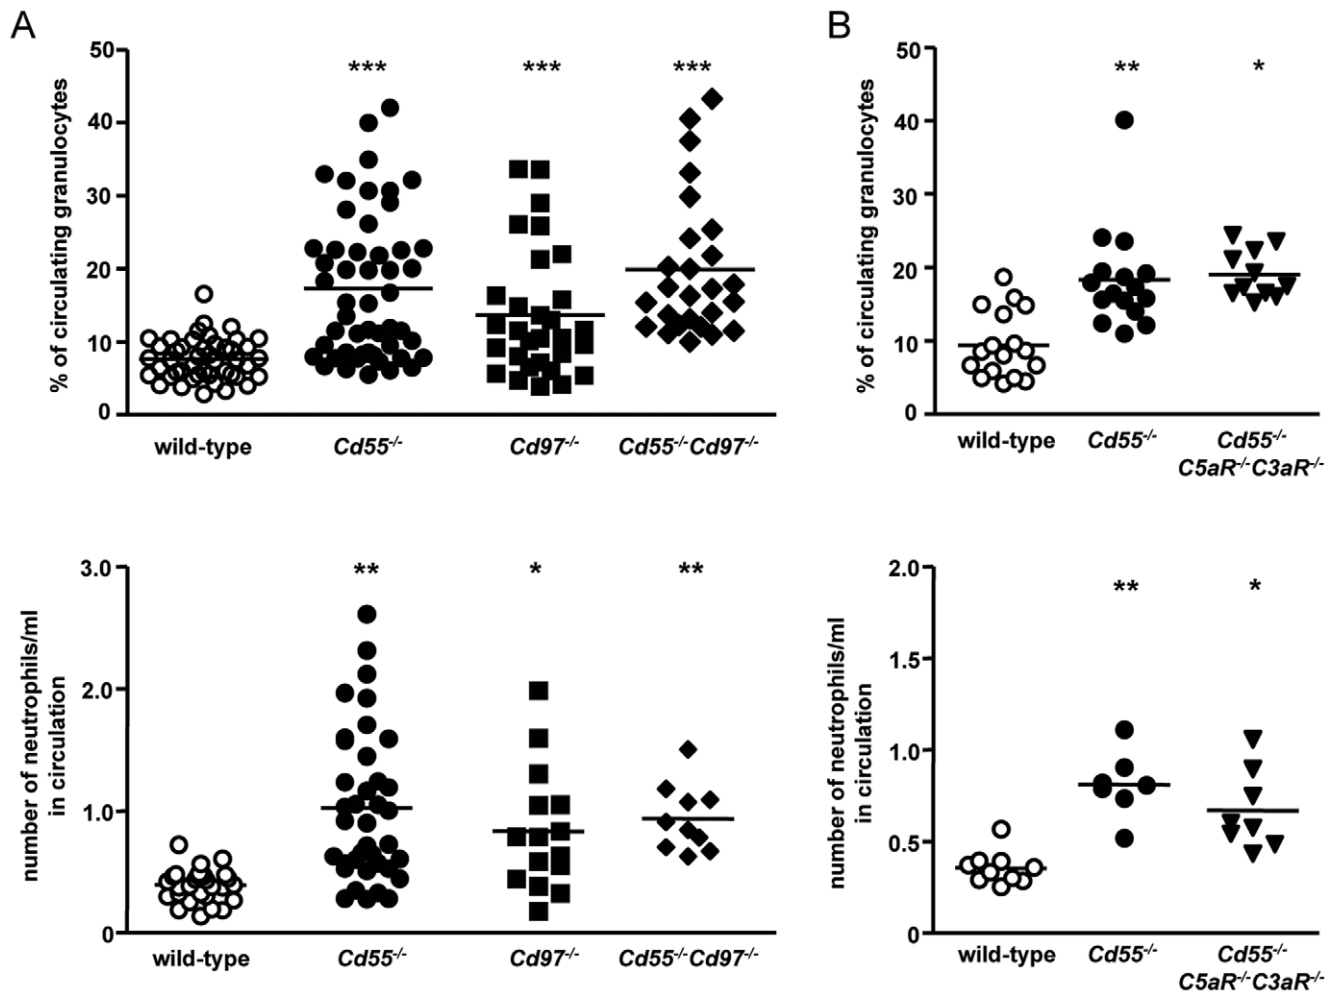 A
50
40
30
20
10
0
% of circulating granulocytes
***
***
***
wild-type
Cd55-/-
Cd97-/-
Cd55-/-Cd97-/-
B
50
40
30
20
10
0
% of circulating granulocytes
**
*
wild-type
Cd55-/-
Cd55-/-
C5aR-/-C3aR-/-
3.0
2.0
1.0
0
number of neutrophils/ml
in circulation
**
*
**
wild-type
Cd55-/-
Cd97-/-
Cd55-/-Cd97-/-
2.0
1.5
1.0
0.5
0
number of neutrophils/ml
in circulation
**
*
wild-type
Cd55-/-
Cd55-/-
C5aR-/-C3aR-/-